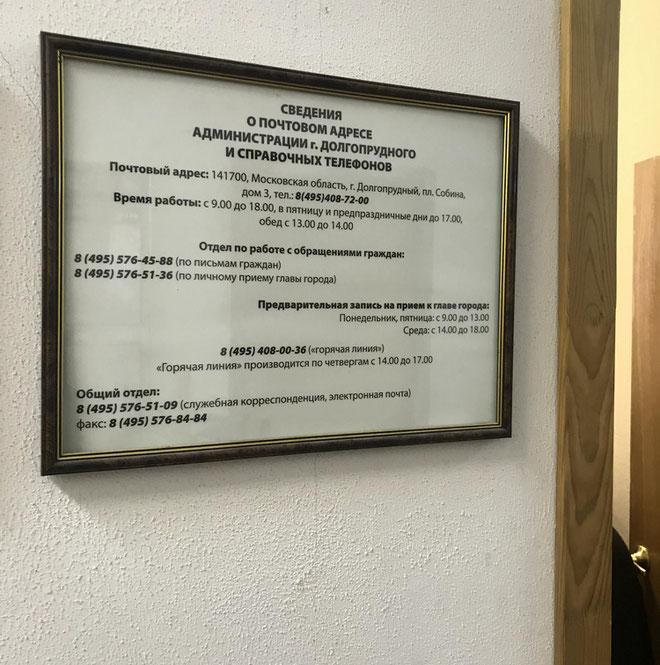 СВЕДЕНИЯ
О ПОЧТОВОМ АДРЕСЕ
АДМИНИСТРАЦИИ г. ДОЛГОПРУДНОГО
И СПРАВОЧНЫХ ТЕЛЕФОНОВ
Почтовый адрес: 141700, Московская область, г. Долгопрудный, пл. Собина,
дом 3, тел.: 8(495)408-72-00
Время работы: с 9.00 до 18.00, в пятницу и предпраздничные дни до 17.00,
обед с 13.00 до 14.00
Отдел по работе с обращениями граждан:
8 (495) 576-45-88 (по письмам граждан)
8 (495) 576-51-36 (по личному приему главы города)
Предварительная запись на прием к главе города:
Понедельник, пятница: с 9.00 до 13.00
Среда: с 14.00 до 18.00
8 (495) 408-00-36 («горячая линия»)
«Горячая линия» производится по четвергам с 14.00 до 17.00
Общий отдел:
8 (495) 576-51-09 (служебная корреспонденция, электронная почта)
факс: 8 (495) 576-84-84